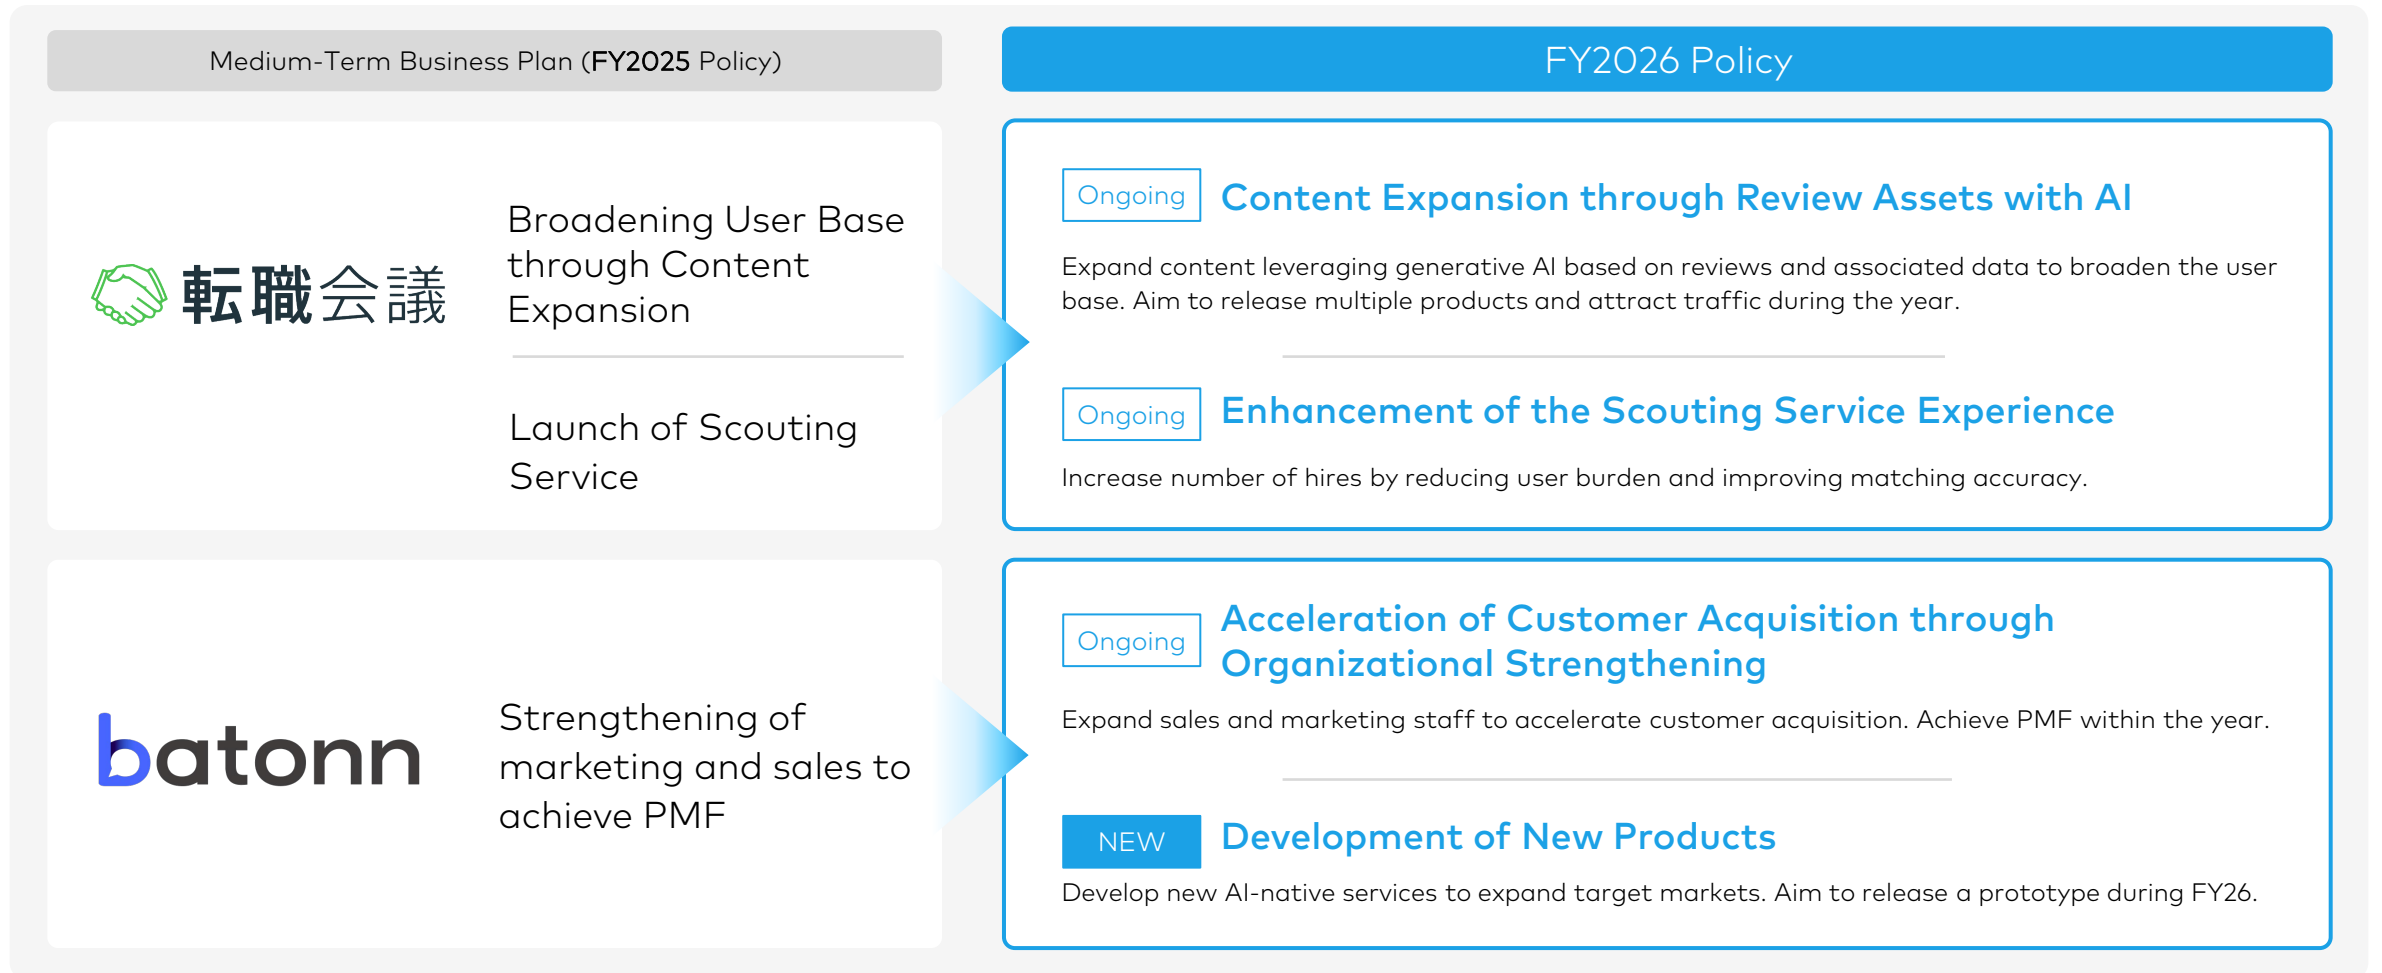 Medium-Term Business Plan (FY2025 Policy)
FY2026 Policy
転職会議
Broadening User Base
through Content
Expansion
Launch of Scouting
Service
Ongoing
Content Expansion through Review Assets with AI
Expand content leveraging generative AI based on reviews and associated data to broaden the user
base. Aim to release multiple products and attract traffic during the year.
Ongoing
Enhancement of the Scouting Service Experience
Increase number of hires by reducing user burden and improving matching accuracy.
batonn
Strengthening of
marketing and sales to
achieve PMF
Ongoing
Acceleration of Customer Acquisition through
Organizational Strengthening
Expand sales and marketing staff to accelerate customer acquisition. Achieve PMF within the year.
NEW
Development of New Products
Develop new AI-native services to expand target markets. Aim to release a prototype during FY26.